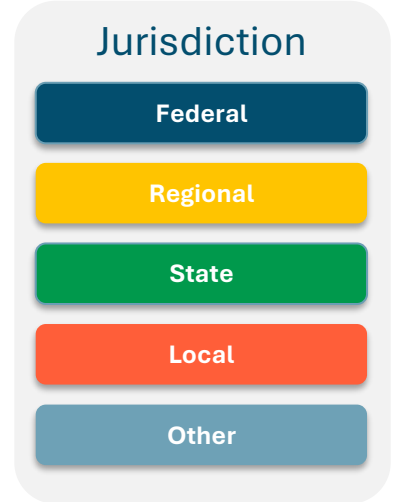 Jurisdiction
Federal
Regional
State
Local
Other